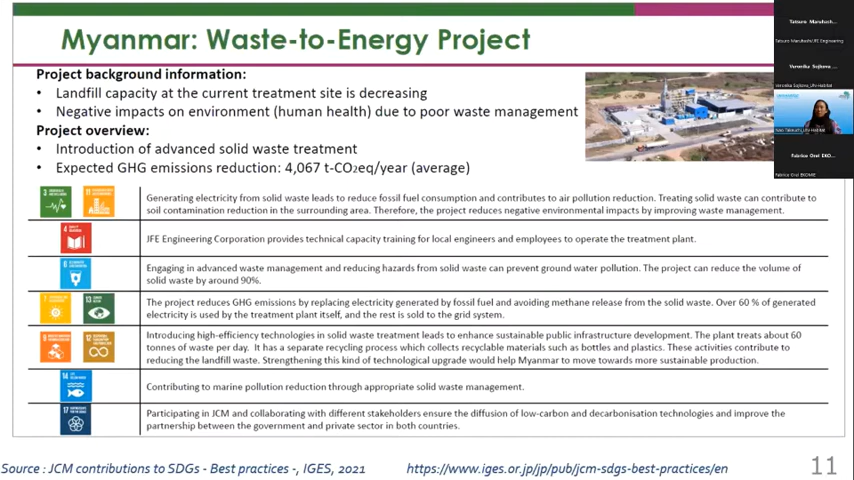 Myanmar: Waste-to-Energy Project
Project background information:
• Landfill capacity at the current treatment site is decreasing
• Negative impacts on environment (human health) due to poor waste management
Project overview:
• Introduction of advanced solid waste treatment
• Expected GHG emissions reduction: 4,067 t-CO2eq/year (average)
Generating electricity from solid waste leads to reduce fossil fuel consumption and contributes to air pollution reduction. Treating solid waste can contribute to
soil contamination reduction in the surrounding area. Therefore, the project reduces negative environmental impacts by improving waste management.
JFE Engineering Corporation provides technical capacity training for local engineers and employees to operate the treatment plant.
Engaging in advanced waste management and reducing hazards from solid waste can prevent ground water pollution. The project can reduce the volume of
solid waste by around 90%.
The project reduces GHG emissions by replacing electricity generated by fossil fuel and avoiding methane release from the solid waste. Over 60 % of generated
electricity is used by the treatment plant itself, and the rest is sold to the grid system.
Introducing high-efficiency technologies in solid waste treatment leads to enhance sustainable public infrastructure development. The plant treats about 60
tonnes of waste per day. It has a separate recycling process which collects recyclable materials such as bottles and plastics. These activities contribute to
reducing the landfill waste. Strengthening this kind of technological upgrade would help Myanmar to move towards more sustainable production.
Contributing to marine pollution reduction through appropriate solid waste management.
Participating in JCM and collaborating with different stakeholders ensure the diffusion of low-carbon and decarbonisation technologies and improve the
partnership between the government and private sector in both countries.
Source : JCM contributions to SDGs - Best practices -, IGES, 2021
https://www.iges.or.jp/jp/pub/jcm-sdgs-best-practices/en
11
3
11
4
6
7
13
9
12
14
17